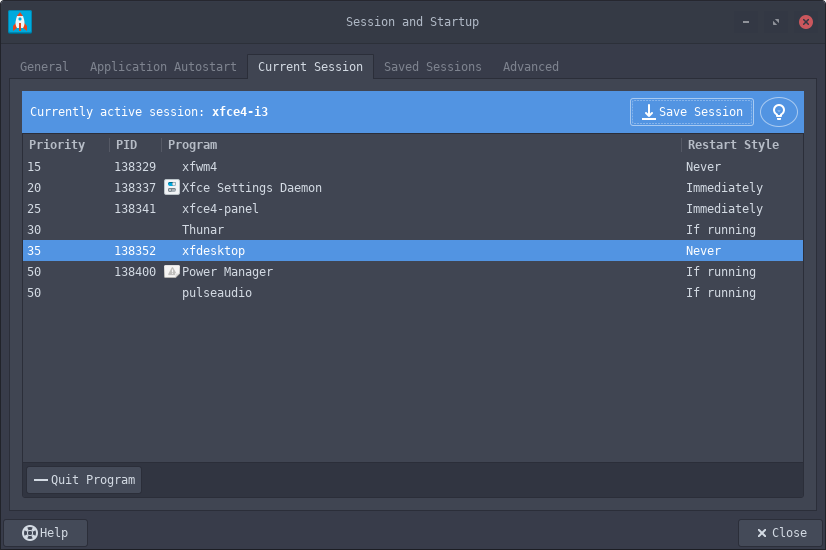 Session and Startup
General Application Autostart Current Session Saved Sessions Advanced
Currently active session: xfce4-i3 Save Session
Priority PID Program Restart Style
15 138329 xfwm4 Never
20 138337 Xfce Settings Daemon Immediately
25 138341 xfce4-panel Immediately
30 Thunar If running
35 138352 xfdesktop Never
50 138400 Power Manager If running
50 pulseaudio If running
Quit Program
Help Close